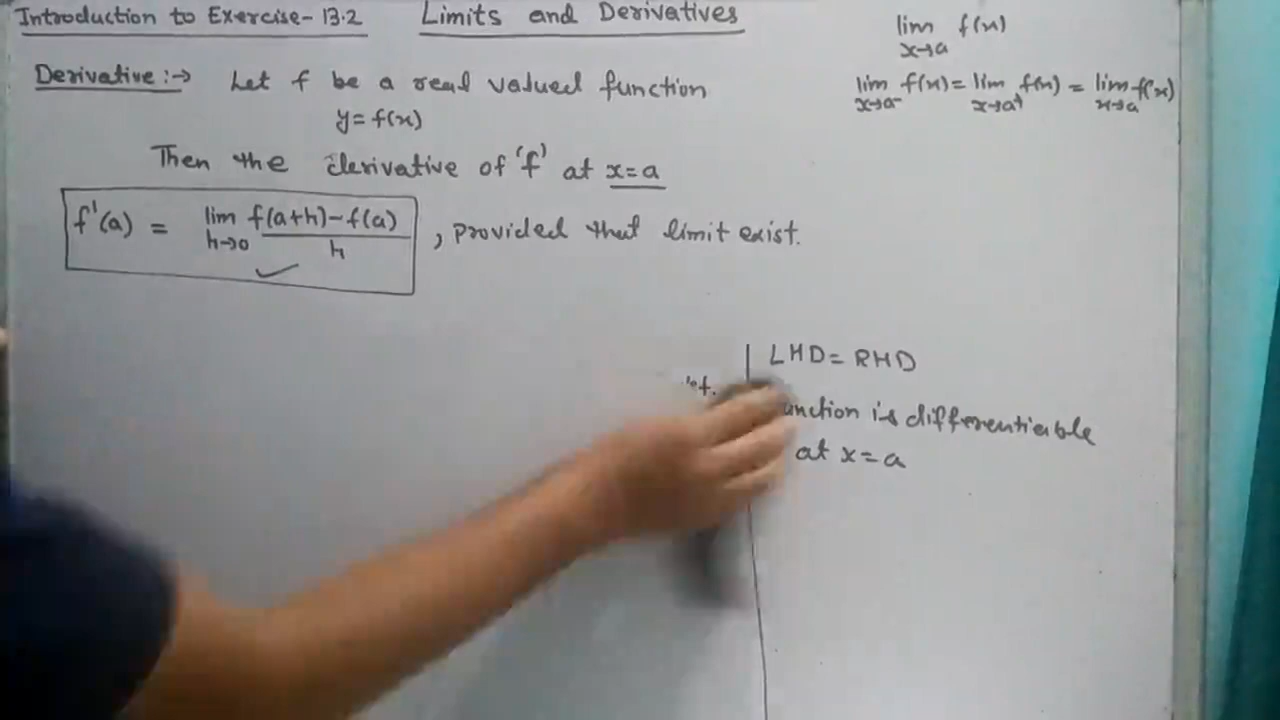 Introduction to Exercise-13.2 Limits and Derivatives
lim f(x)
x→a
lim f(x) = lim f(x) = lim f(x)
x→a⁻ x→a⁺ x→a
Derivative:→ Let f be a real valued function
y = f(x)
Then the derivative of 'f' at x=a
f'(a) = lim f(a+h)-f(a)
h→0 h
, provided that limit exist.
LHD = RHD
unction is differentiable
at x=a